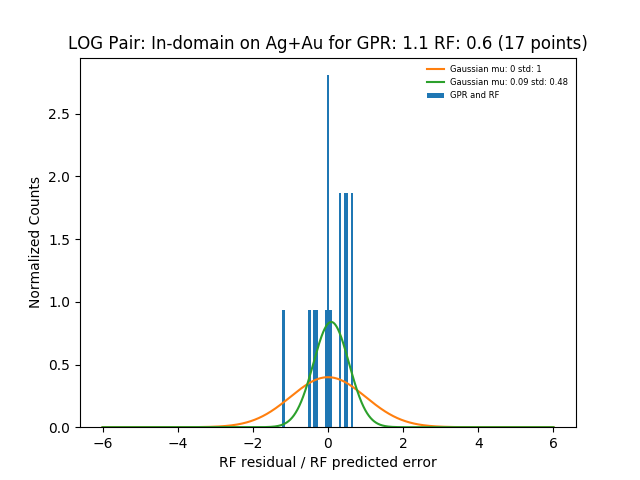 LOG Pair: In-domain on Ag+Au for GPR: 1.1 RF: 0.6 (17 points)
Gaussian mu: 0 std: 1
Gaussian mu: 0.09 std: 0.48
GPR and RF
Normalized Counts
2.5
2.0
1.5
1.0
0.5
0.0
−6 −4 −2 0 2 4 6
RF residual / RF predicted error